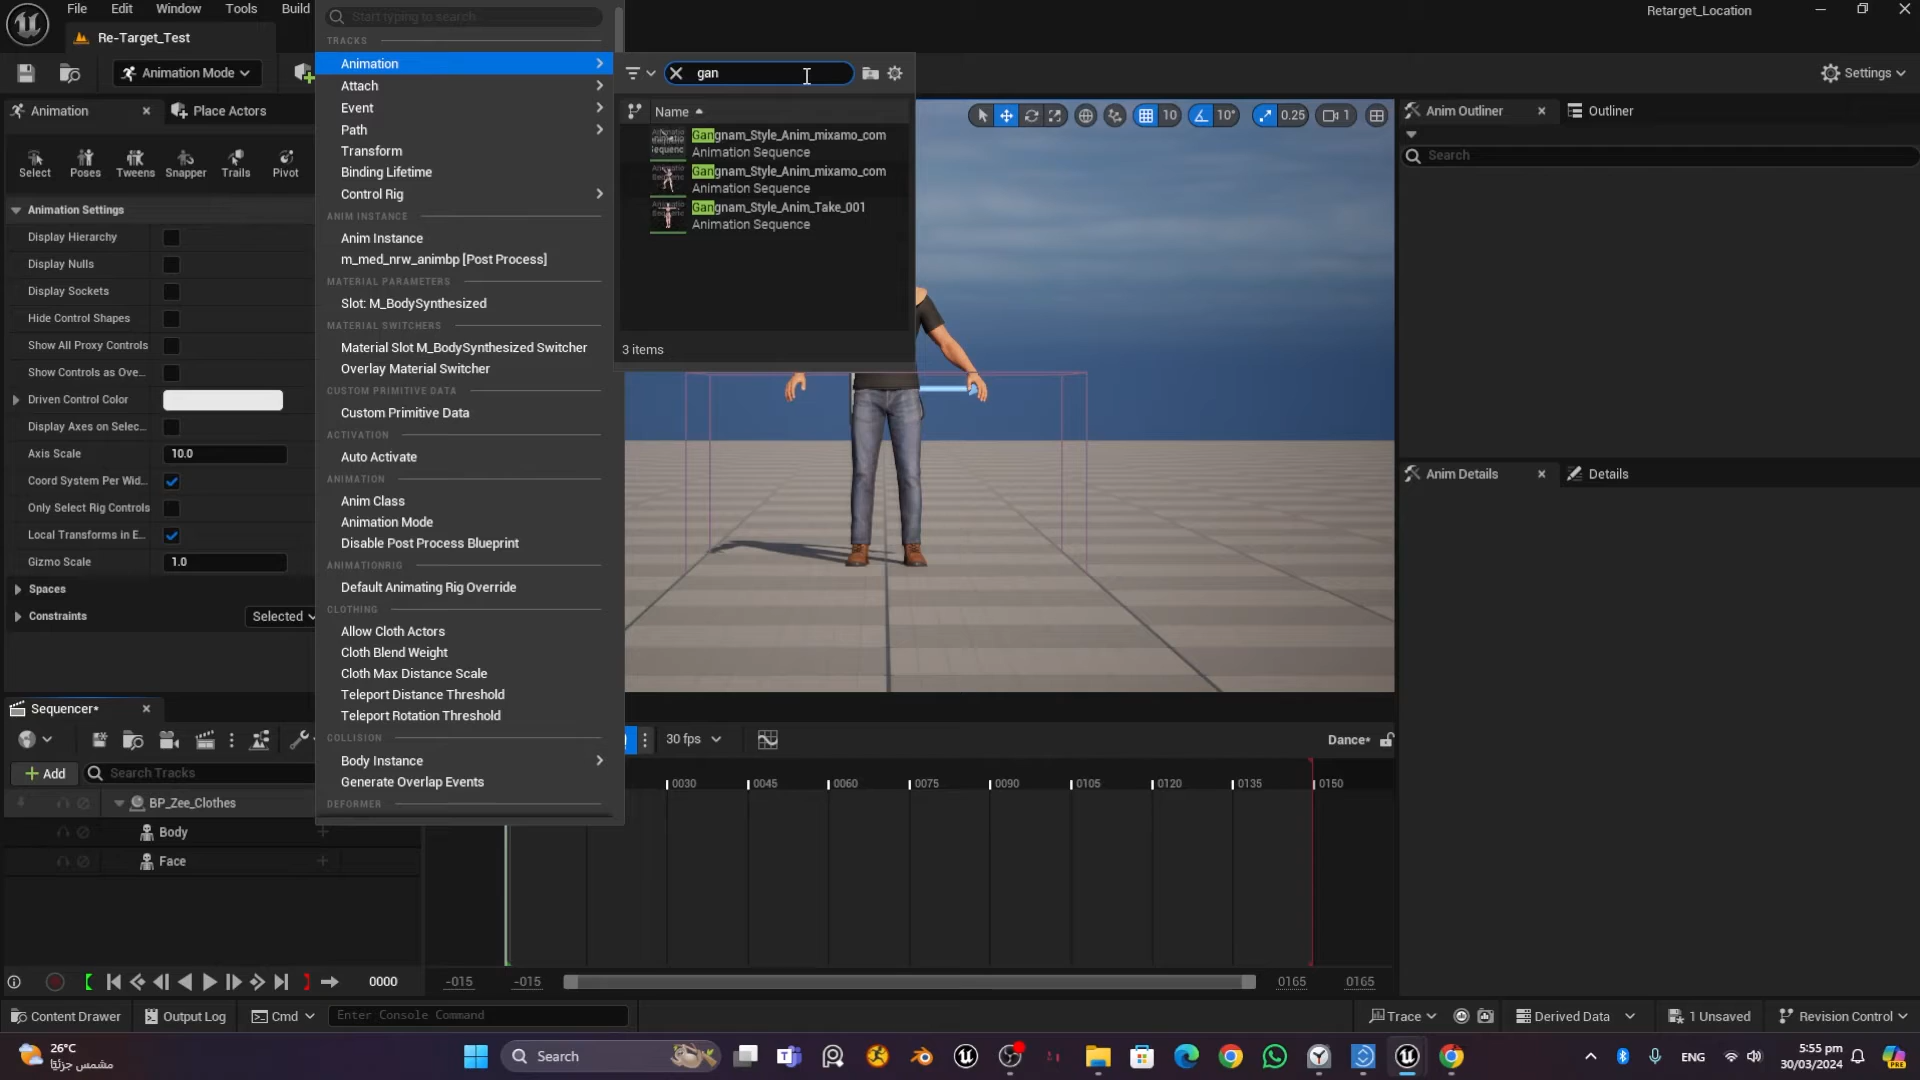 File Edit Window Tools Build
Start typing to search
Retarget_Location
Re-Target_Test
TRACKS
Animation Mode
Animation
gan
Settings
Attach
Animation
Place Actors
Event
Name
10
10°
0.25
1
Anim Outliner
Outliner
Path
Gangnam_Style_Anim_mixamo_com
Animation Sequence
Search
Transform
Select Poses Tweens Snapper Trails Pivot
Binding Lifetime
Gangnam_Style_Anim_mixamo_com
Animation Sequence
Control Rig
Gangnam_Style_Anim_Take_001
Animation Sequence
Animation Settings
ANIM INSTANCE
Display Hierarchy
Anim Instance
Display Nulls
m_med_nrw_animbp [Post Process]
MATERIAL PARAMETERS
Display Sockets
Slot: M_BodySynthesized
Hide Control Shapes
MATERIAL SWITCHERS
Show All Proxy Controls
Material Slot M_BodySynthesized Switcher
3 items
Show Controls as Ove...
Overlay Material Switcher
CUSTOM PRIMITIVE DATA
Driven Control Color
Custom Primitive Data
Display Axes on Selec...
ACTIVATION
Axis Scale
10.0
Auto Activate
Anim Details
Details
ANIMATION
Coord System Per Wid...
Anim Class
Only Select Rig Controls
Animation Mode
Local Transforms in E...
Disable Post Process Blueprint
Gizmo Scale
1.0
ANIMATIONRIG
Spaces
Default Animating Rig Override
CLOTHING
Constraints
Selected
Allow Cloth Actors
Cloth Blend Weight
Cloth Max Distance Scale
Teleport Distance Threshold
Sequencer*
Teleport Rotation Threshold
COLLISION
30 fps
Dance*
Body Instance
Add
Search Tracks
Generate Overlap Events
0030 0045 0060 0075 0090 0105 0120 0135 0150
BP_Zee_Clothes
DEFORMER
Body
Face
0000
-015
-015
0165
0165
Content Drawer
Output Log
Cmd
Enter Console Command
Trace
Derived Data
1 Unsaved
Revision Control
26°C
مشمس جزئيًا
Search
ENG
5:55 pm
30/03/2024
PRE